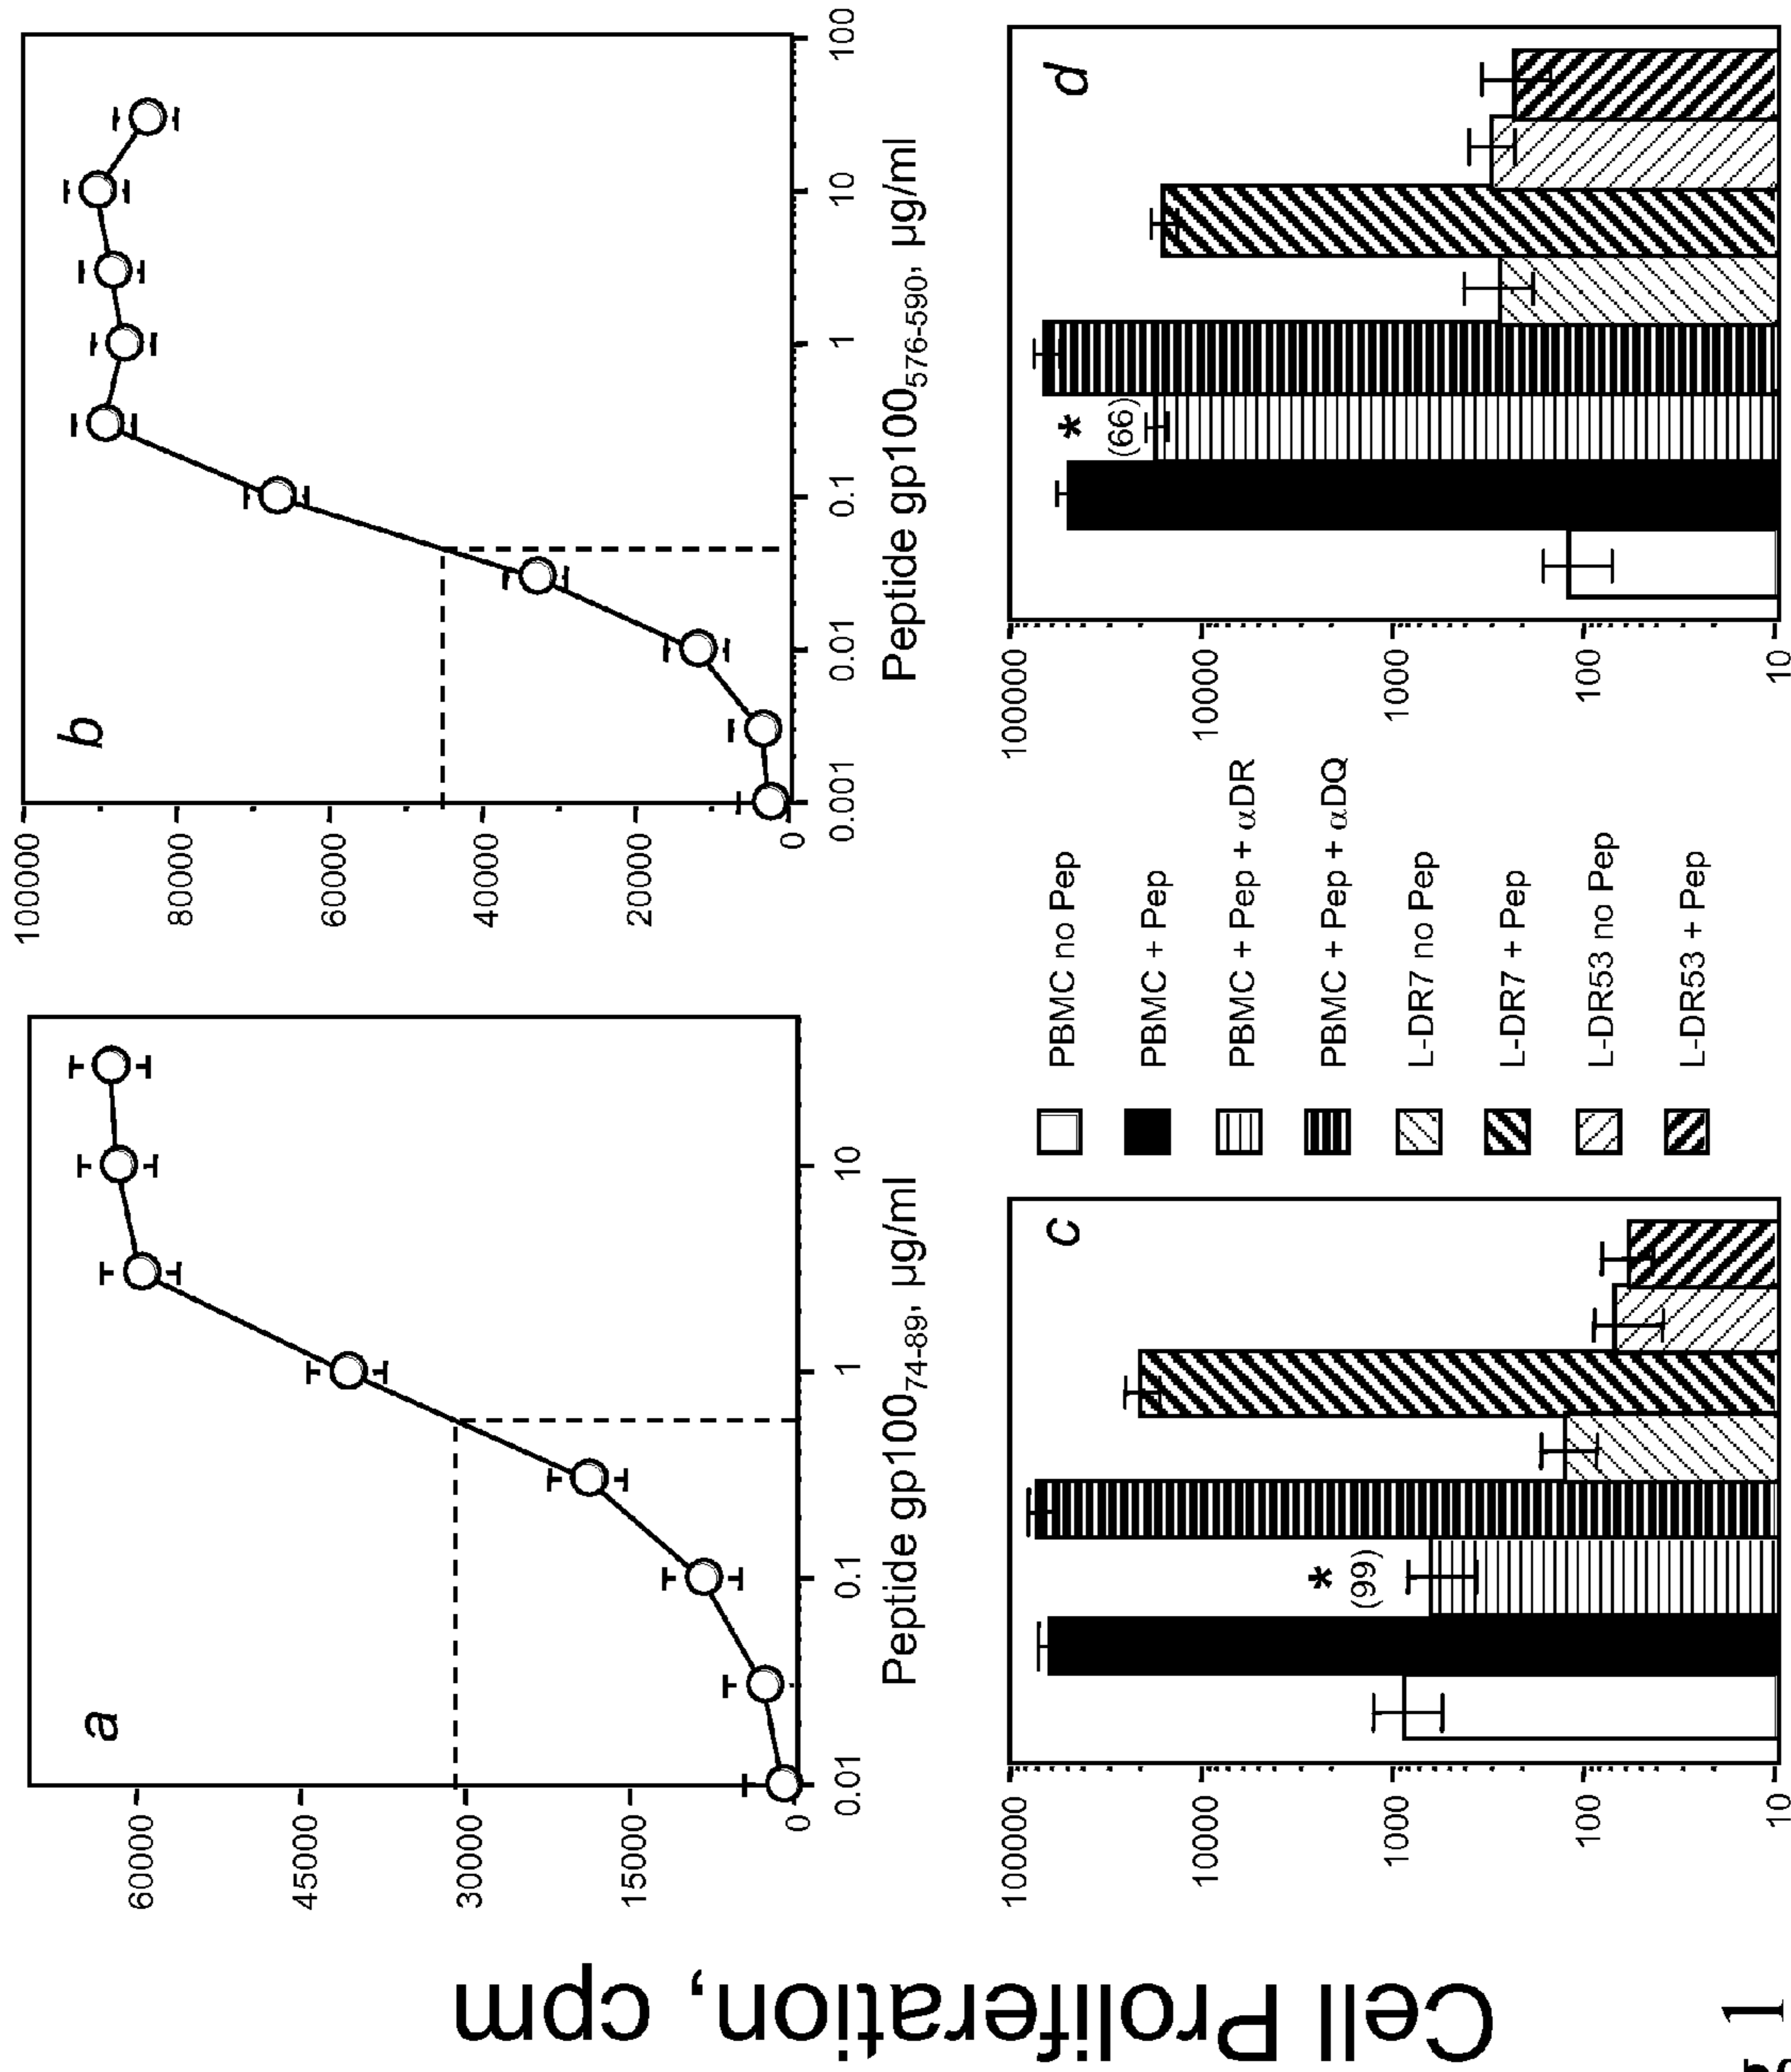 Cell Proliferation, cpm
a
60000
45000
30000
15000
0
0.01
0.1
1
10
Peptide gp100₇₄₋₈₉, µg/ml
b
100000
80000
60000
40000
20000
0
0.001
0.01
0.1
1
10
100
Peptide gp100₅₇₆₋₅₉₀, µg/ml
c
100000
10000
1000
100
10
*
(99)
PBMC no Pep
PBMC + Pep
PBMC + Pep + αDR
PBMC + Pep + αDQ
L-DR7 no Pep
L-DR7 + Pep
L-DR53 no Pep
L-DR53 + Pep
d
100000
10000
1000
100
10
*
(66)
1